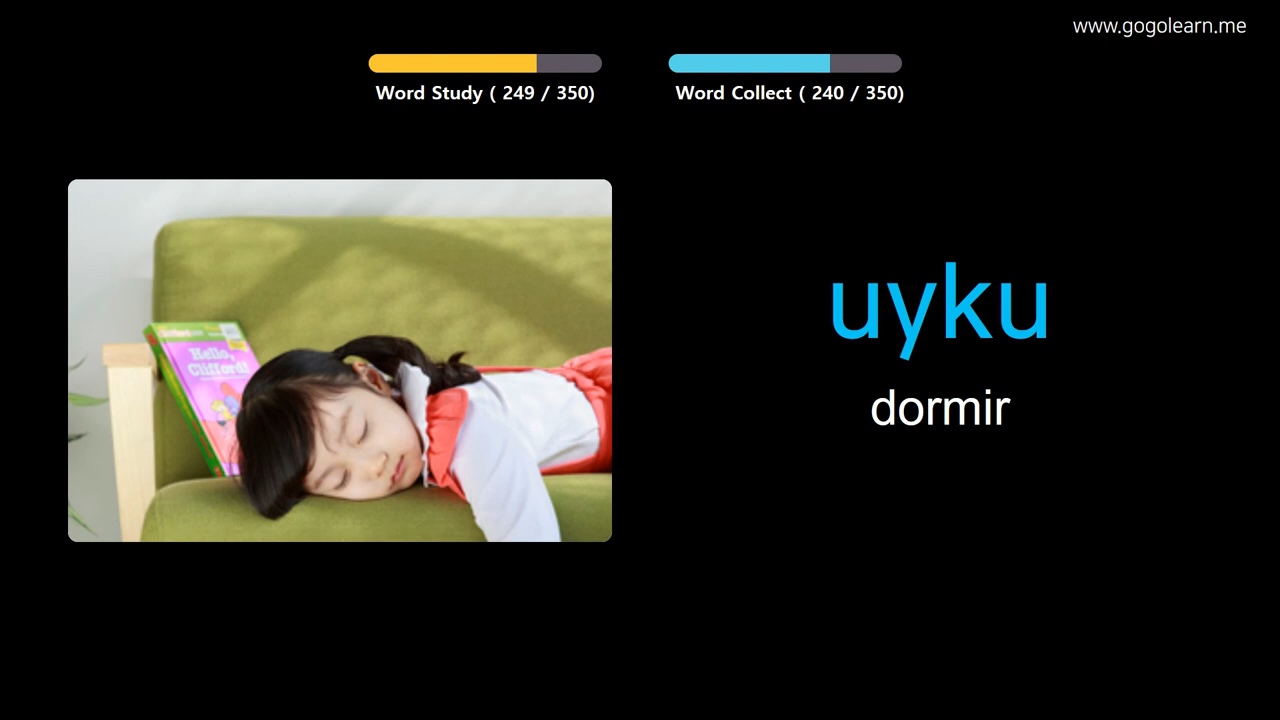 www.gogolearn.me
Word Study ( 249 / 350)
Word Collect ( 240 / 350)
Hello,
Clifford!
uyku
dormir